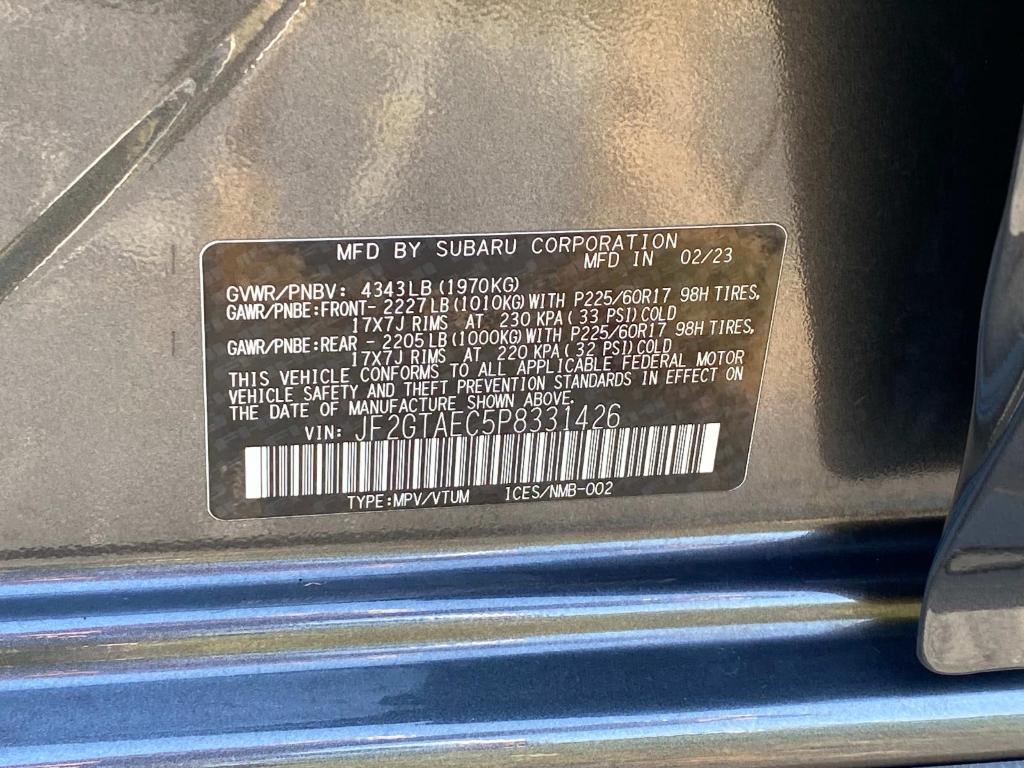 MFD BY SUBARU CORPORATION
MFD IN 02/23
GVWR/PNBV: 4343LB(1970KG)
GAWR/PNBE:FRONT- 2227LB(1010KG)WITH P225/60R17 98H TIRES,
17X7J RIMS AT 230 KPA(33 PSI)COLD
GAWR/PNBE:REAR - 2205LB(1000KG)WITH P225/60R17 98H TIRES,
17X7J RIMS AT 220 KPA(32 PSI)COLD
THIS VEHICLE CONFORMS TO ALL APPLICABLE FEDERAL MOTOR
VEHICLE SAFETY AND THEFT PREVENTION STANDARDS IN EFFECT ON
THE DATE OF MANUFACTURE SHOWN ABOVE.
VIN: JF2GTAEC5P8331426
TYPE:MPV/VTUM ICES/NMB-002